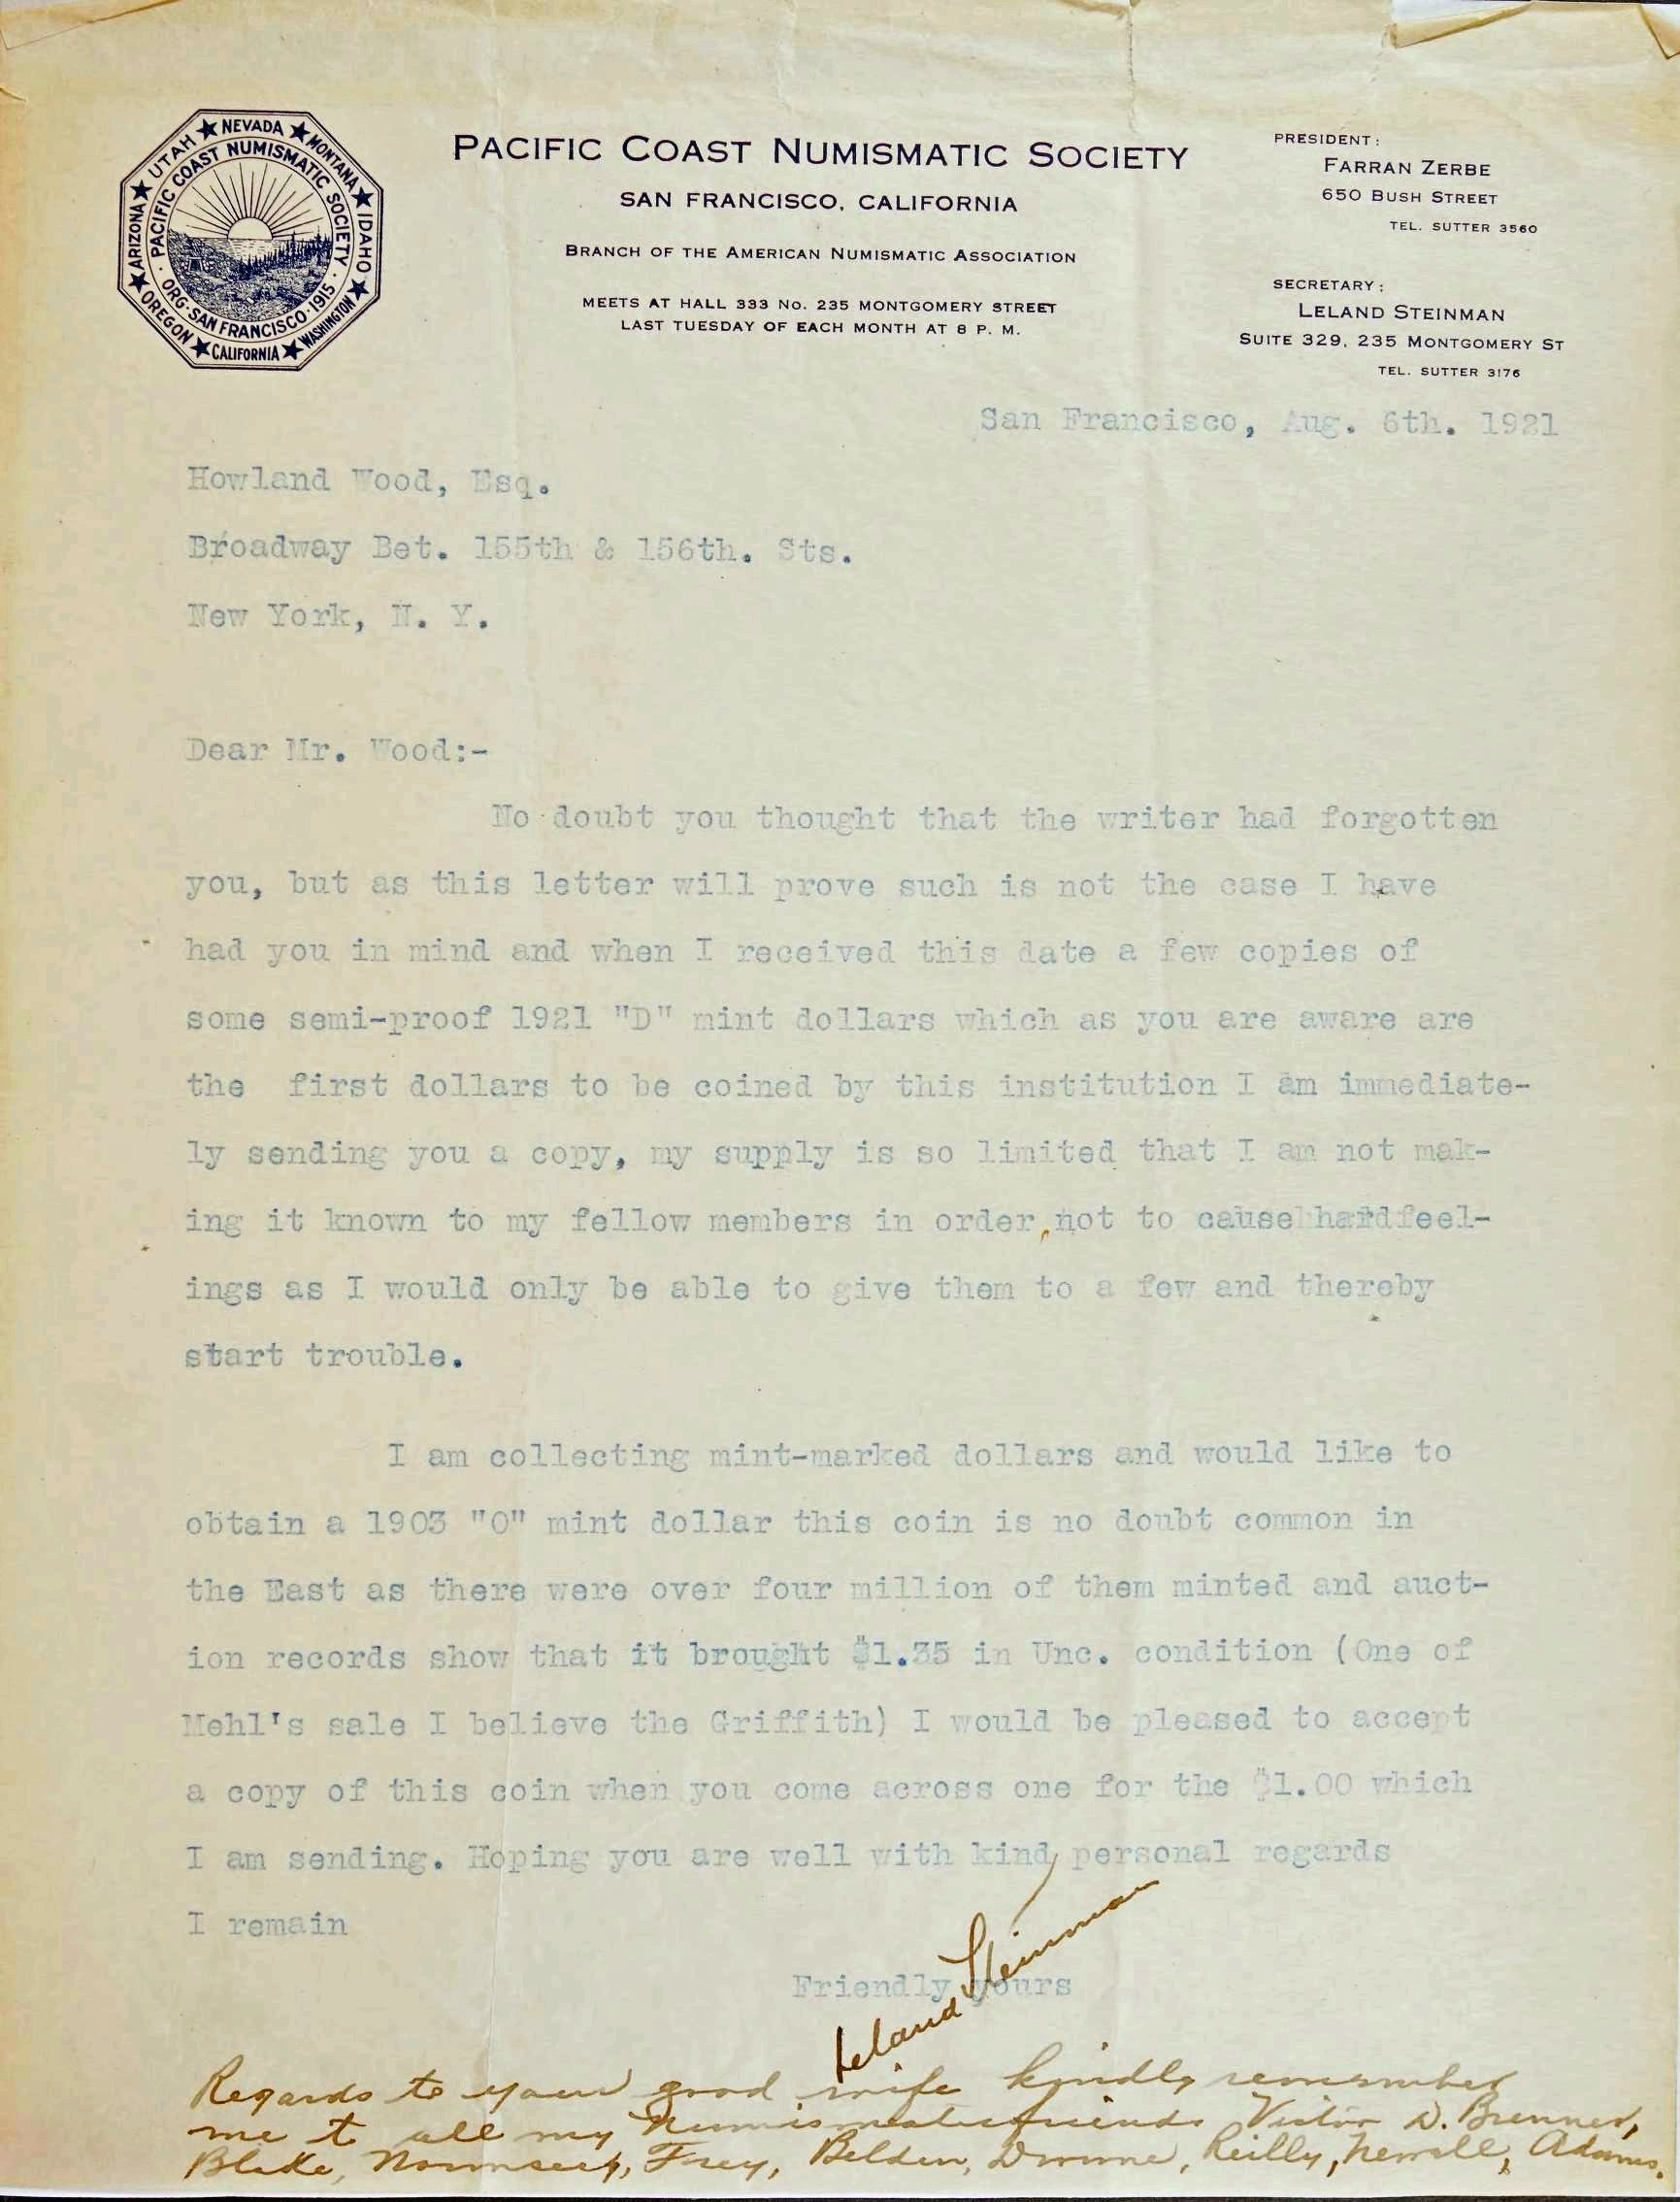 ★ NEVADA ★ MONTANA ★ IDAHO ★ WASHINGTON ★ CALIFORNIA ★ OREGON ★ ARIZONA ★ UTAH
PACIFIC COAST NUMISMATIC SOCIETY · ORG·SAN FRANCISCO·1915 ·
PACIFIC COAST NUMISMATIC SOCIETY
SAN FRANCISCO, CALIFORNIA
BRANCH OF THE AMERICAN NUMISMATIC ASSOCIATION
MEETS AT HALL 333 No. 235 MONTGOMERY STREET
LAST TUESDAY OF EACH MONTH AT 8 P. M.
PRESIDENT:
FARRAN ZERBE
650 BUSH STREET
TEL. SUTTER 3560
SECRETARY:
LELAND STEINMAN
SUITE 329, 235 MONTGOMERY ST
TEL. SUTTER 3176
San Francisco, Aug. 6th. 1921
Howland Wood, Esq.
Broadway Bet. 155th & 156th. Sts.
New York, N. Y.
Dear Mr. Wood:-
No doubt you thought that the writer had forgotten
you, but as this letter will prove such is not the case I have
had you in mind and when I received this date a few copies of
some semi-proof 1921 "D" mint dollars which as you are aware are
the first dollars to be coined by this institution I am immediate-
ly sending you a copy, my supply is so limited that I am not mak-
ing it known to my fellow members in order not to cause hardfeel-
ings as I would only be able to give them to a few and thereby
start trouble.
I am collecting mint-marked dollars and would like to
obtain a 1903 "O" mint dollar this coin is no doubt common in
the East as there were over four million of them minted and auct-
ion records show that it brought $1.35 in Unc. condition (One of
Mehl's sale I believe the Griffith) I would be pleased to accept
a copy of this coin when you come across one for the $1.00 which
I am sending. Hoping you are well with kind personal regards
I remain
Friendly yours
Leland Steinman
Regards to your good wife kindly remember
me to all my Numismatic friends Victor D. Brenner,
Blake, Frey, Belden, Reilly, Newell, Adams.